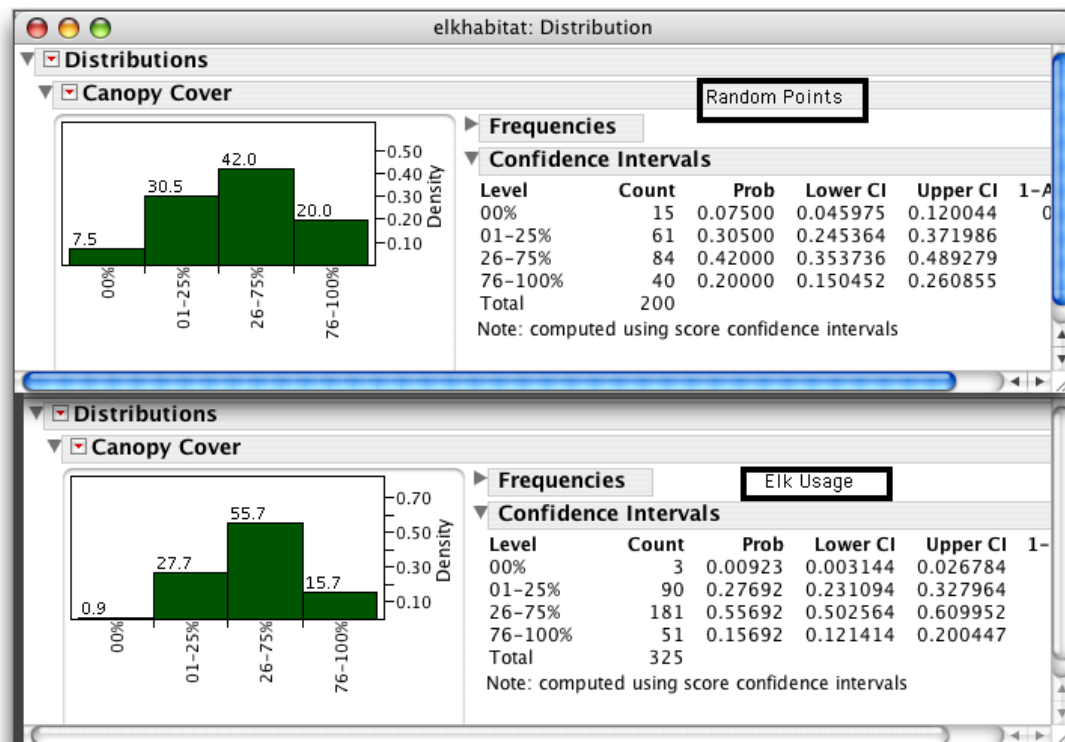 elkhabitat: Distribution
Distributions
Canopy Cover
Random Points
7.5
30.5
42.0
20.0
0.50
0.40
0.30
0.20
0.10
Density
00%
01-25%
26-75%
76-100%
Frequencies
Confidence Intervals
Level Count Prob Lower CI Upper CI 1-A
00% 15 0.07500 0.045975 0.120044 0
01-25% 61 0.30500 0.245364 0.371986
26-75% 84 0.42000 0.353736 0.489279
76-100% 40 0.20000 0.150452 0.260855
Total 200
Note: computed using score confidence intervals
Distributions
Canopy Cover
Elk Usage
0.9
27.7
55.7
15.7
0.70
0.50
0.30
0.10
Density
00%
01-25%
26-75%
76-100%
Frequencies
Confidence Intervals
Level Count Prob Lower CI Upper CI 1-
00% 3 0.00923 0.003144 0.026784
01-25% 90 0.27692 0.231094 0.327964
26-75% 181 0.55692 0.502564 0.609952
76-100% 51 0.15692 0.121414 0.200447
Total 325
Note: computed using score confidence intervals